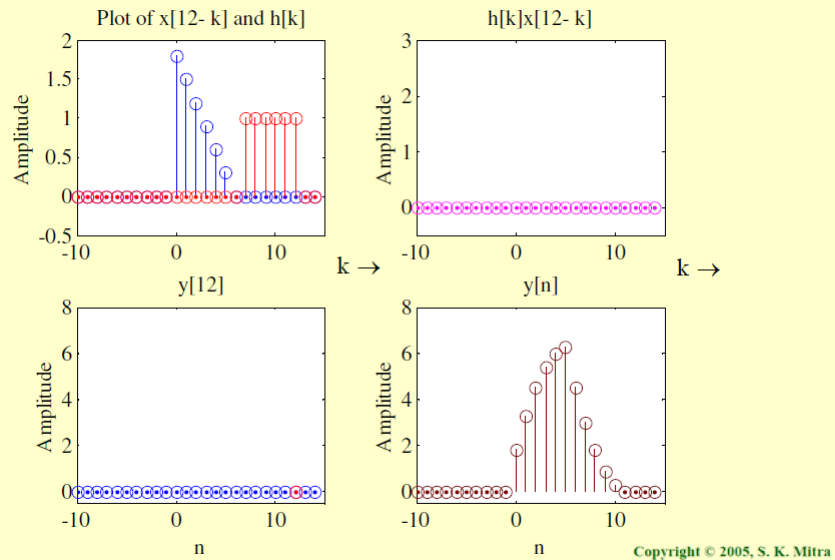 Plot of x[12- k] and h[k]
h[k]x[12- k]
2
1.5
1
0.5
0
-0.5
Amplitude
-10
0
10
k →
3
2
1
0
Amplitude
-10
0
10
k →
y[12]
y[n]
8
6
4
2
0
Amplitude
-10
0
10
n
8
6
4
2
0
Amplitude
-10
0
10
n
Copyright © 2005, S. K. Mitra